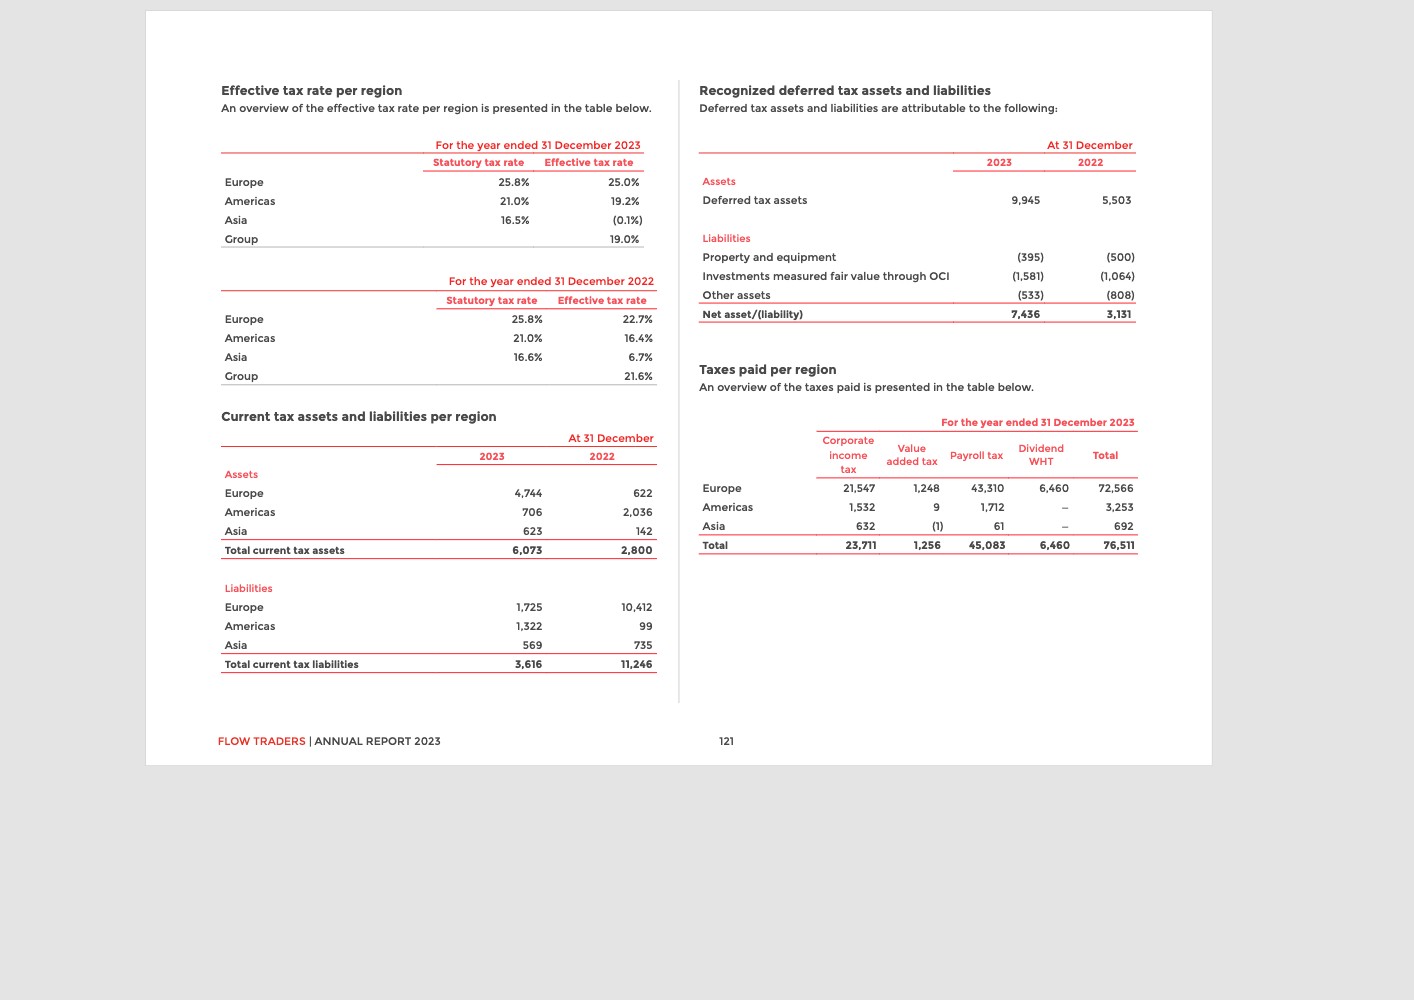 Effective tax rate per region
An overview of the effective tax rate per region is presented in the table below.
For the year ended 31 December 2023
Statutory tax rate Effective tax rate
Europe 25.8% 25.0%
Americas 21.0% 19.2%
Asia 16.5% (0.1%)
Group 19.0%
For the year ended 31 December 2022
Statutory tax rate Effective tax rate
Europe 25.8% 22.7%
Americas 21.0% 16.4%
Asia 16.6% 6.7%
Group 21.6%
Current tax assets and liabilities per region
At 31 December
2023 2022
Assets
Europe 4,744 622
Americas 706 2,036
Asia 623 142
Total current tax assets 6,073 2,800
Liabilities
Europe 1,725 10,412
Americas 1,322 99
Asia 569 735
Total current tax liabilities 3,616 11,246
Recognized deferred tax assets and liabilities
Deferred tax assets and liabilities are attributable to the following:
At 31 December
2023 2022
Assets
Deferred tax assets 9,945 5,503
Liabilities
Property and equipment (395) (500)
Investments measured fair value through OCI (1,581) (1,064)
Other assets (533) (808)
Net asset/(liability) 7,436 3,131
Taxes paid per region
An overview of the taxes paid is presented in the table below.
For the year ended 31 December 2023
Corporate income tax Value added tax Payroll tax Dividend WHT Total
Europe 21,547 1,248 43,310 6,460 72,566
Americas 1,532 9 1,712 — 3,253
Asia 632 (1) 61 — 692
Total 23,711 1,256 45,083 6,460 76,511
FLOW TRADERS | ANNUAL REPORT 2023 121